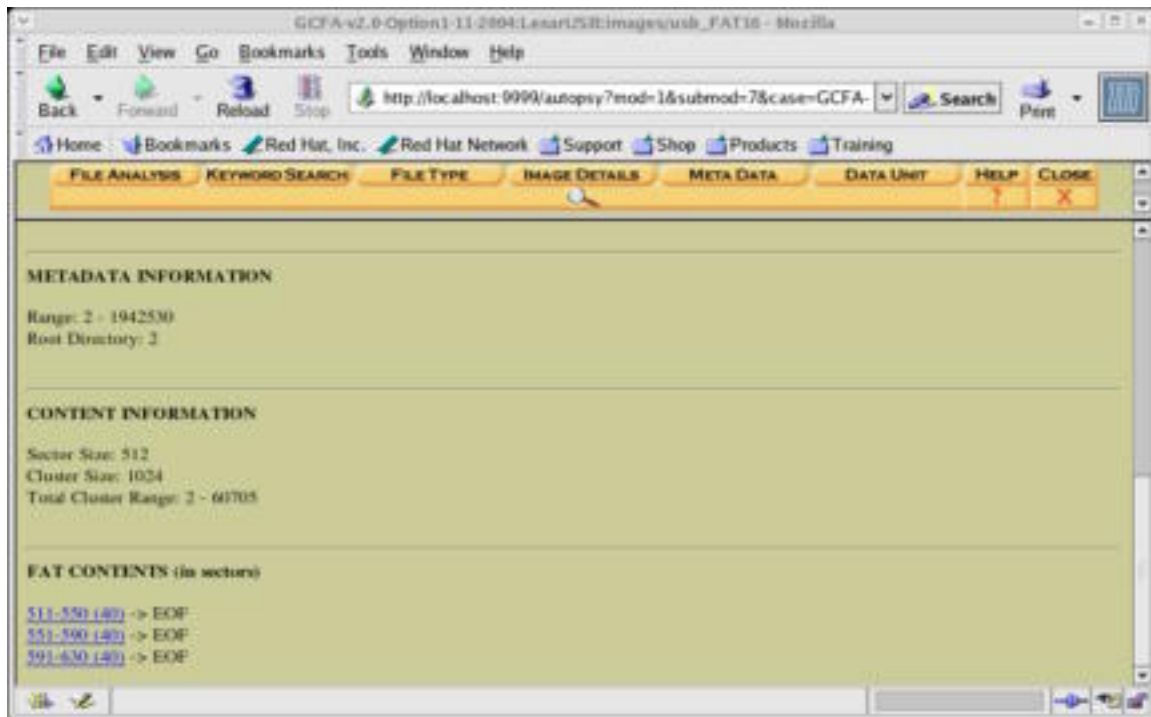 GCFA-v2.0-Option1-11-2004:LexarUSB:images/usb_FAT16 - Mozilla
File Edit View Go Bookmarks Tools Window Help
Back Forward Reload Stop http://localhost:9999/autopsy?mod=1&submod=7&case=GCFA- Search Print
Home Bookmarks Red Hat, Inc. Red Hat Network Support Shop Products Training
FILE ANALYSIS KEYWORD SEARCH FILE TYPE IMAGE DETAILS META DATA DATA UNIT HELP CLOSE
? X
METADATA INFORMATION
Range: 2 - 1942530
Root Directory: 2
CONTENT INFORMATION
Sector Size: 512
Cluster Size: 1024
Total Cluster Range: 2 - 60705
FAT CONTENTS (in sectors)
511-550 (40) -> EOF
551-590 (40) -> EOF
591-630 (40) -> EOF